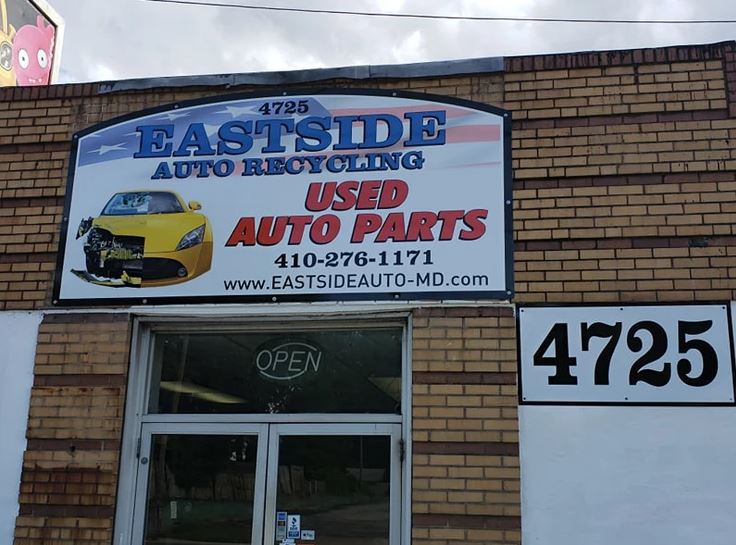 4725
EASTSIDE
AUTO RECYCLING
USED
AUTO PARTS
410-276-1171
www.EASTSIDEAUTO-MD.com
4725
OPEN